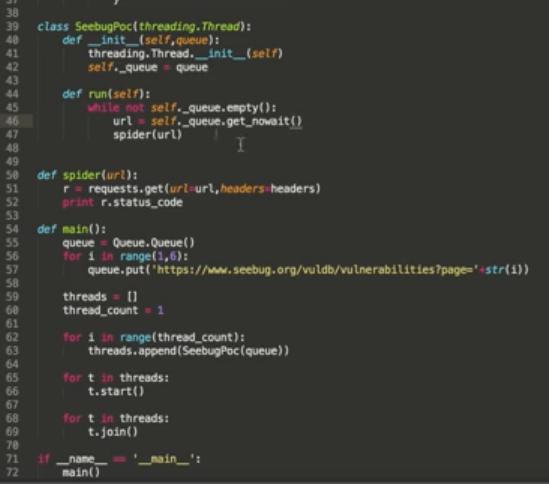 37 }
38
39 class SeebugPoc(threading.Thread):
40 def __init__(self,queue):
41 threading.Thread.__init__(self)
42 self._queue = queue
43
44 def run(self):
45 while not self._queue.empty():
46 url = self._queue.get_nowait()
47 spider(url)
48
49
50 def spider(url):
51 r = requests.get(url=url,headers=headers)
52 print r.status_code
53
54 def main():
55 queue = Queue.Queue()
56 for i in range(1,6):
57 queue.put('https://www.seebug.org/vuldb/vulnerabilities?page='+str(i))
58
59 threads = []
60 thread_count = 1
61
62 for i in range(thread_count):
63 threads.append(SeebugPoc(queue))
64
65 for t in threads:
66 t.start()
67
68 for t in threads:
69 t.join()
70
71 if __name__ == '__main__':
72 main()